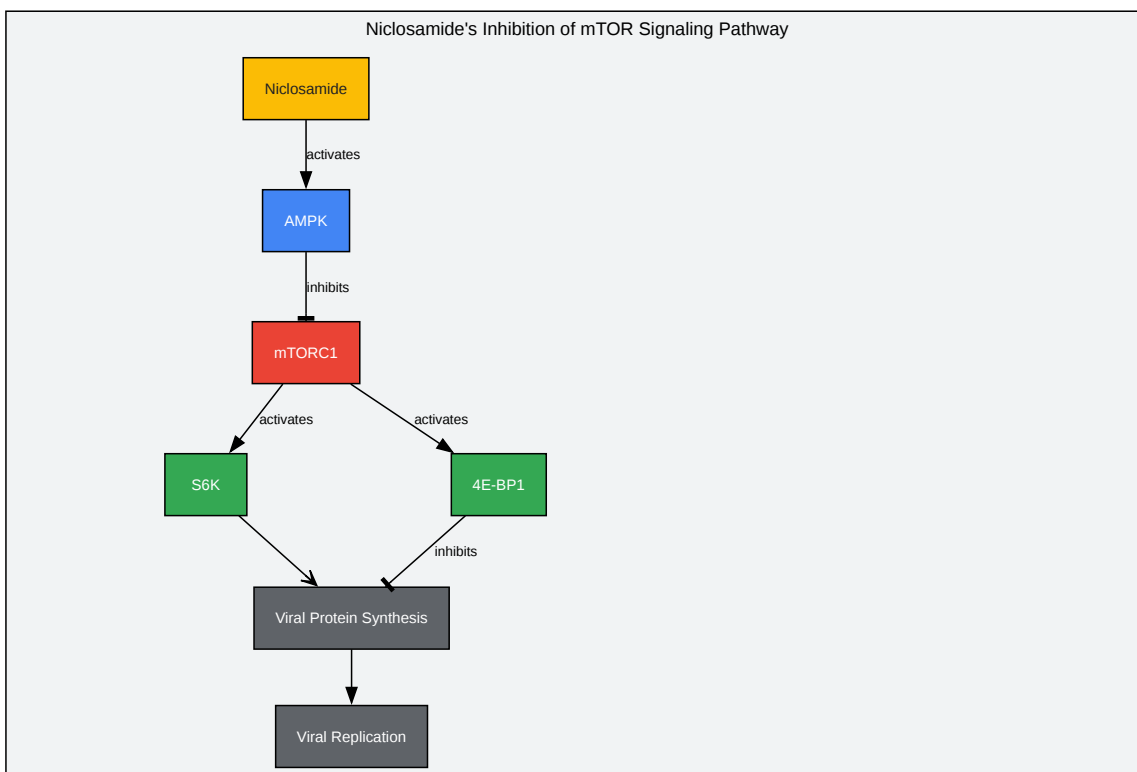 Niclosamide's Inhibition of mTOR Signaling Pathway
Niclosamide
activates
AMPK
inhibits
mTORC1
activates
activates
S6K
4E-BP1
inhibits
Viral Protein Synthesis
Viral Replication